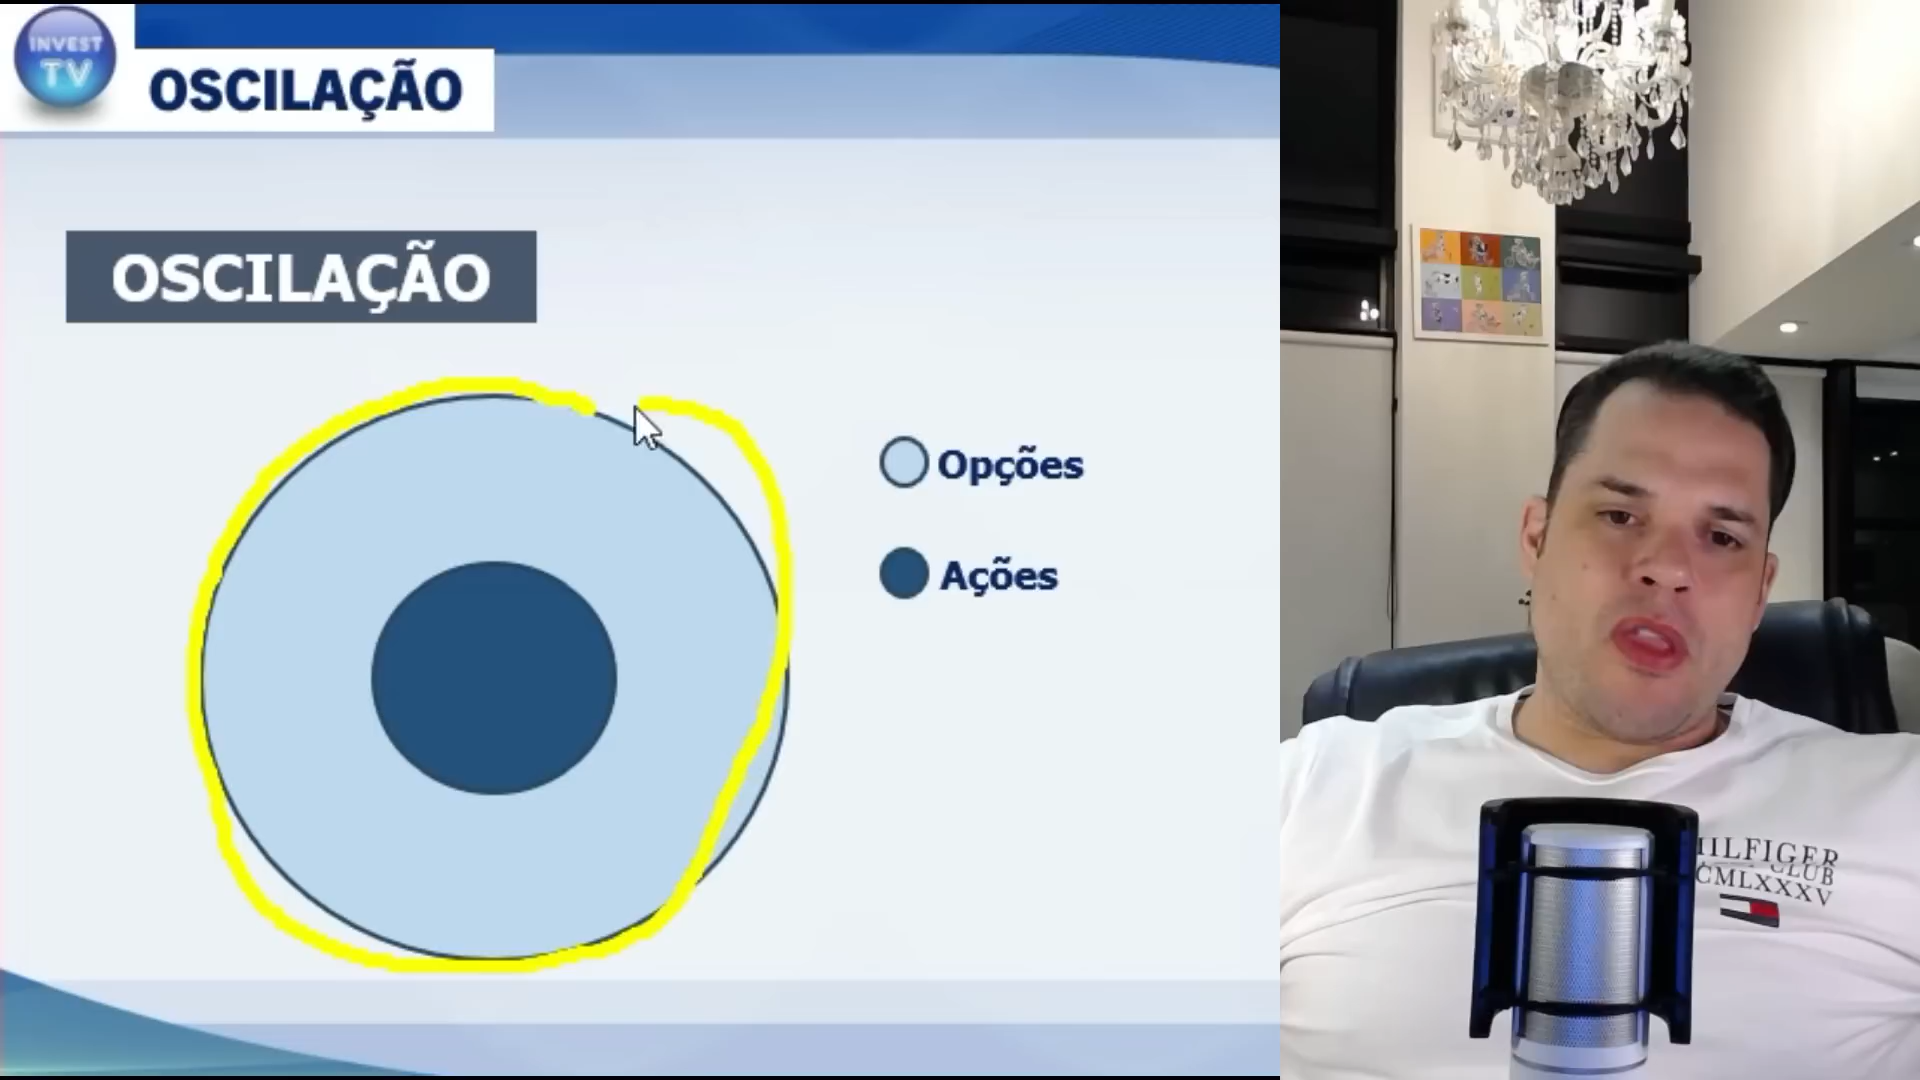 INVEST
TV
OSCILAÇÃO
OSCILAÇÃO
Opções
Ações
HILFIGER
CLUB
CMLXXXV